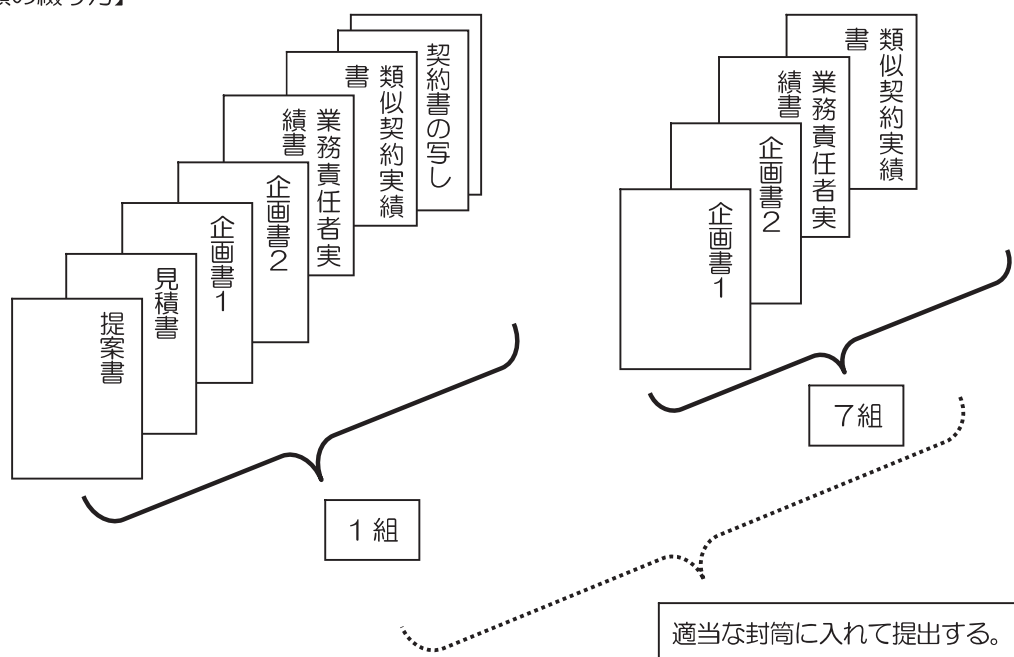 類の綴り方】
提案書
見積書
企画書1
企画書2
業務責任者実
績書
類似契約実績
書
契約書の写し
1組
企画書1
企画書2
業務責任者実
績書
類似契約実績
書
7組
適当な封筒に入れて提出する。